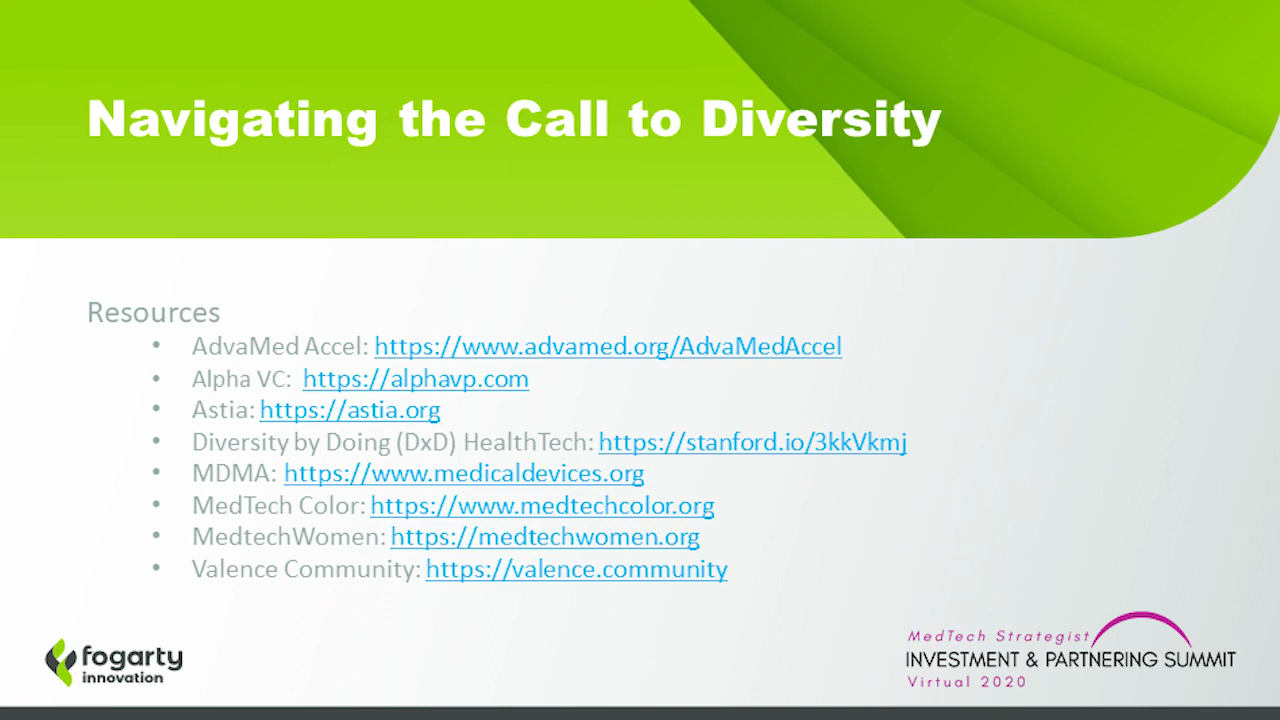 Navigating the Call to Diversity
Resources
• AdvaMed Accel: https://www.advamed.org/AdvaMedAccel
• Alpha VC: https://alphavp.com
• Astia: https://astia.org
• Diversity by Doing (DxD) HealthTech: https://stanford.io/3kkVkmj
• MDMA: https://www.medicaldevices.org
• MedTech Color: https://www.medtechcolor.org
• MedtechWomen: https://medtechwomen.org
• Valence Community: https://valence.community
fogarty
innovation
MedTech Strategist
INVESTMENT & PARTNERING SUMMIT
Virtual 2020